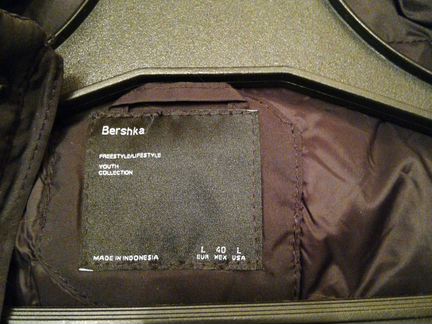 Bershka
FREESTYLE/LIFESTYLE
YOUTH
COLLECTION
L 40 L
MADE IN INDONESIA EUR MEX USA